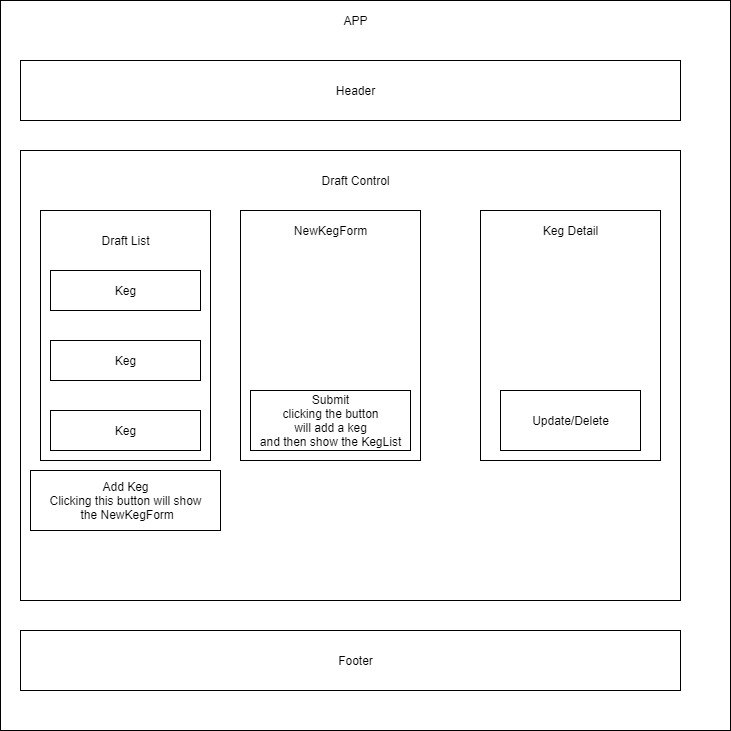 APP
Header
Draft Control
Draft List
Keg
Keg
Keg
Add Keg
Clicking this button will show
the NewKegForm
NewKegForm
Submit
clicking the button
will add a keg
and then show the KegList
Keg Detail
Update/Delete
Footer